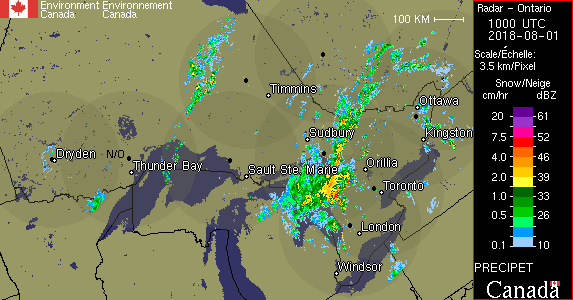 Environment Environnement
Canada Canada
100 KM
Timmins
Ottawa
Sudbury
Kingston
Dryden
N/O
Thunder Bay
Sault Ste. Marie
Orillia
Toronto
London
Windsor
Radar - Ontario
1000 UTC
2018-08-01
Scale/Échelle:
3.5 km/Pixel
Snow/Neige
cm/hr dBZ
20 61
7.5 52
4.0 46
2.0 39
1.0 33
0.5 26
0.1 10
PRECIPET
Canada